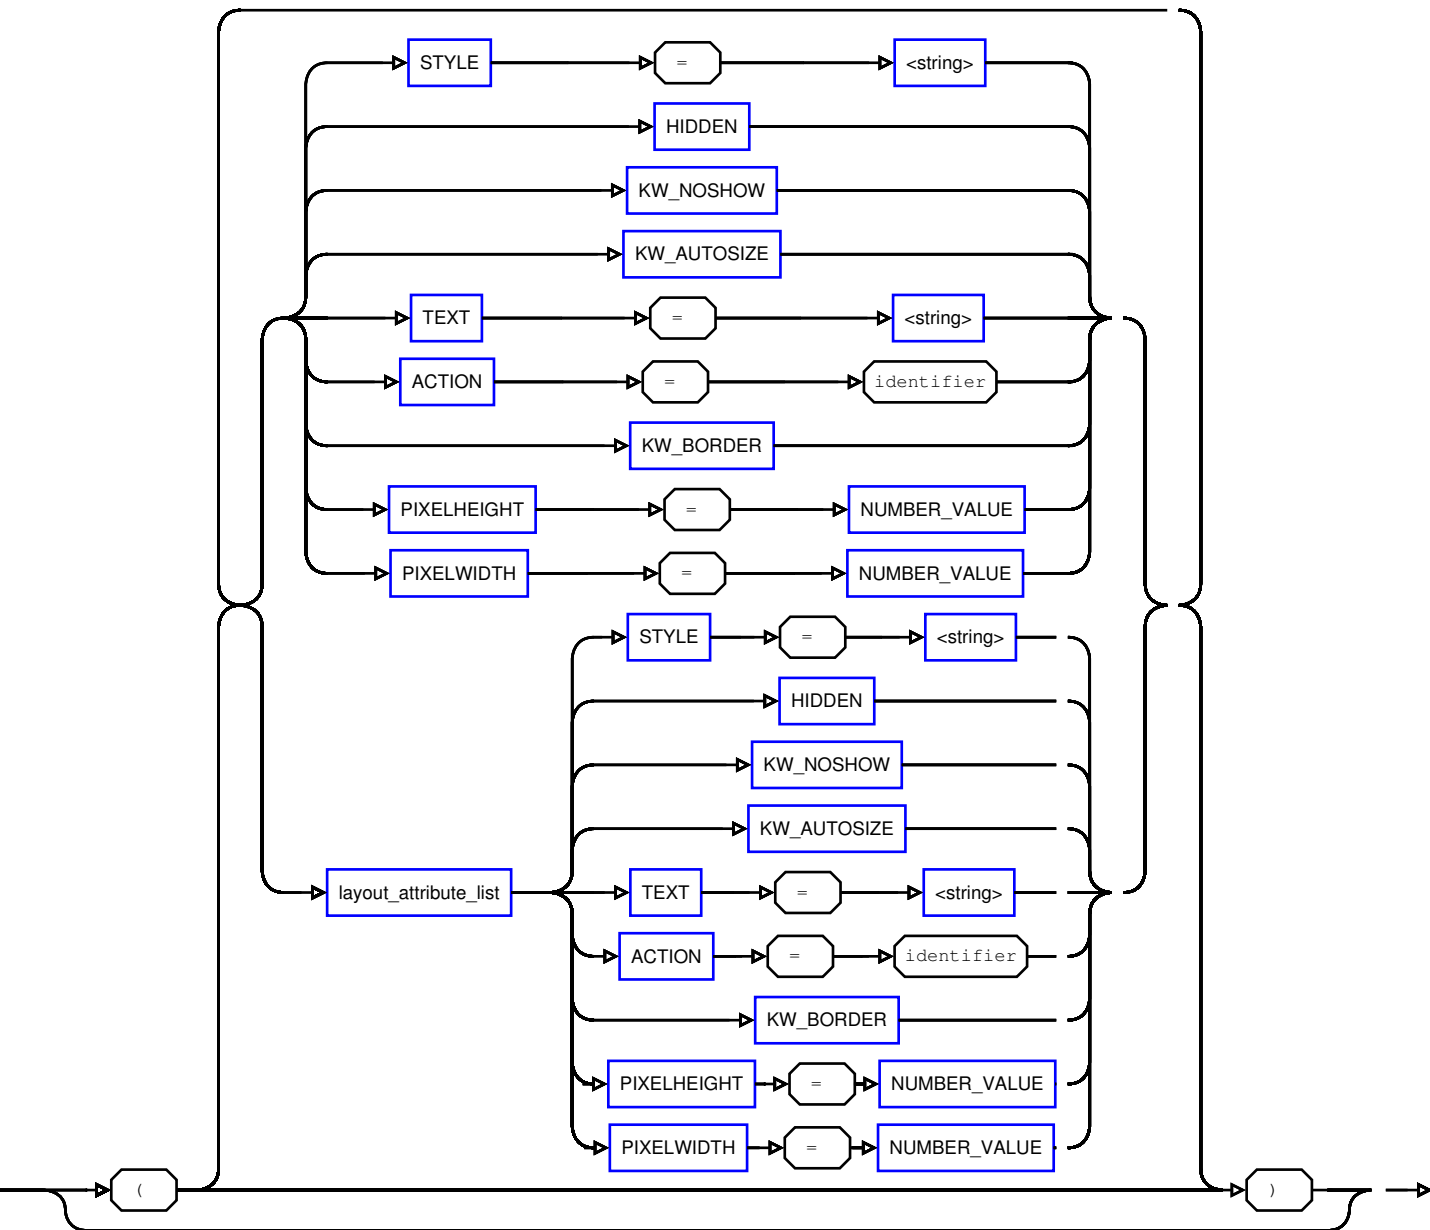 STYLE = <string>
HIDDEN
KW_NOSHOW
KW_AUTOSIZE
TEXT = <string>
ACTION = identifier
KW_BORDER
PIXELHEIGHT = NUMBER_VALUE
PIXELWIDTH = NUMBER_VALUE
STYLE = <string>
HIDDEN
KW_NOSHOW
KW_AUTOSIZE
layout_attribute_list TEXT = <string>
ACTION = identifier
KW_BORDER
PIXELHEIGHT = NUMBER_VALUE
PIXELWIDTH = NUMBER_VALUE
( )